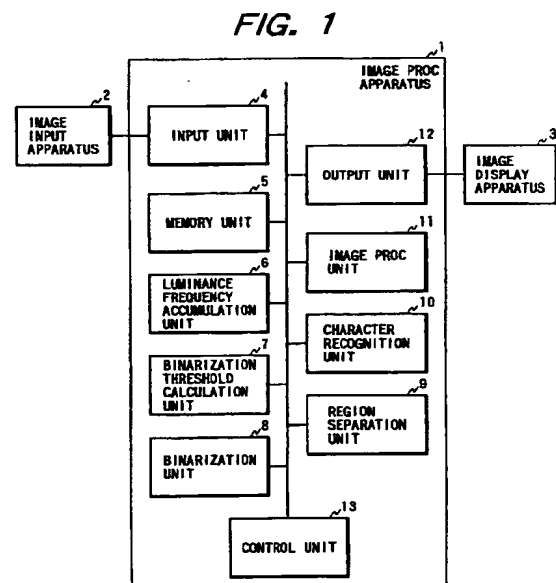 FIG. 1
1
IMAGE PROC
APPARATUS
2
IMAGE
INPUT
APPARATUS
4
INPUT UNIT
12
OUTPUT UNIT
3
IMAGE
DISPLAY
APPARATUS
5
MEMORY UNIT
11
IMAGE PROC
UNIT
6
LUMINANCE
FREQUENCY
ACCUMULATION
UNIT
10
CHARACTER
RECOGNITION
UNIT
7
BINARIZATION
THRESHOLD
CALCULATION
UNIT
9
REGION
SEPARATION
UNIT
8
BINARIZATION
UNIT
13
CONTROL UNIT